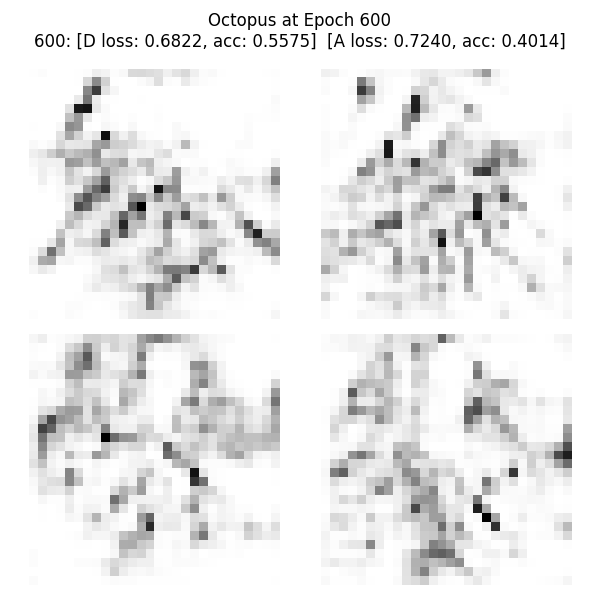 Octopus at Epoch 600
600: [D loss: 0.6822, acc: 0.5575]  [A loss: 0.7240, acc: 0.4014]